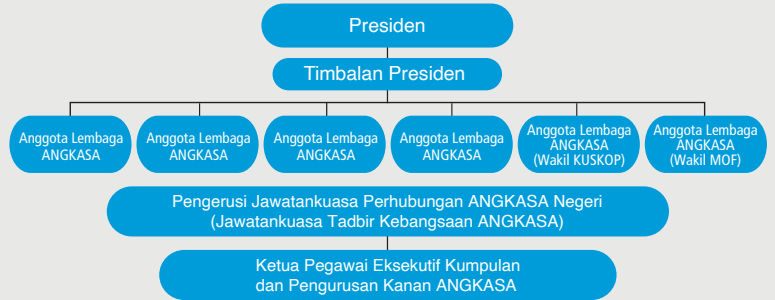 Presiden
Timbalan Presiden
Anggota Lembaga
ANGKASA
Anggota Lembaga
ANGKASA
Anggota Lembaga
ANGKASA
Anggota Lembaga
ANGKASA
Anggota Lembaga
ANGKASA
(Wakil KUSKOP)
Anggota Lembaga
ANGKASA
(Wakil MOF)
Pengerusi Jawatankuasa Perhubungan ANGKASA Negeri
(Jawatankuasa Tadbir Kebangsaan ANGKASA)
Ketua Pegawai Eksekutif Kumpulan
dan Pengurusan Kanan ANGKASA